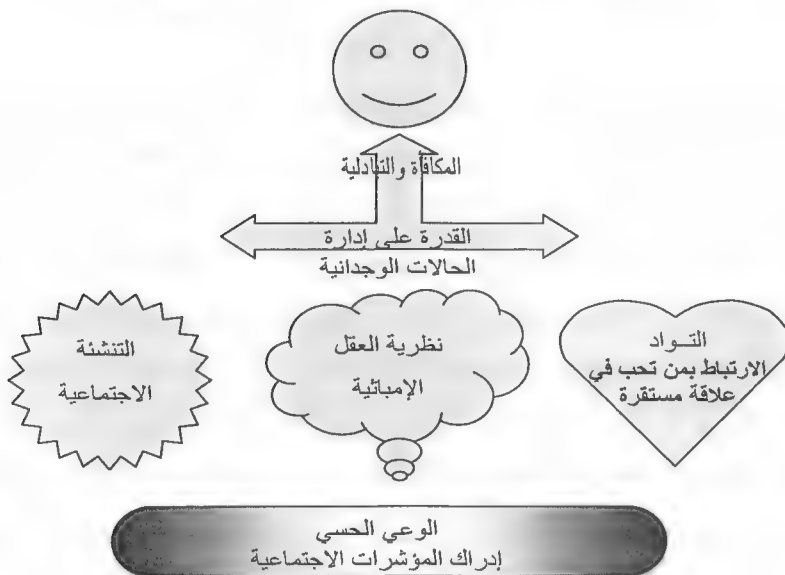 المكافأة والتبادلية
القدرة على إدارة
الحالات الوجدانية
التنشئة
الاجتماعية
نظرية العقل
الإمباثية
التــواد
الارتباط بمن تحب في
علاقة مستقرة
الوعي الحسي
إدراك المؤشرات الاجتماعية